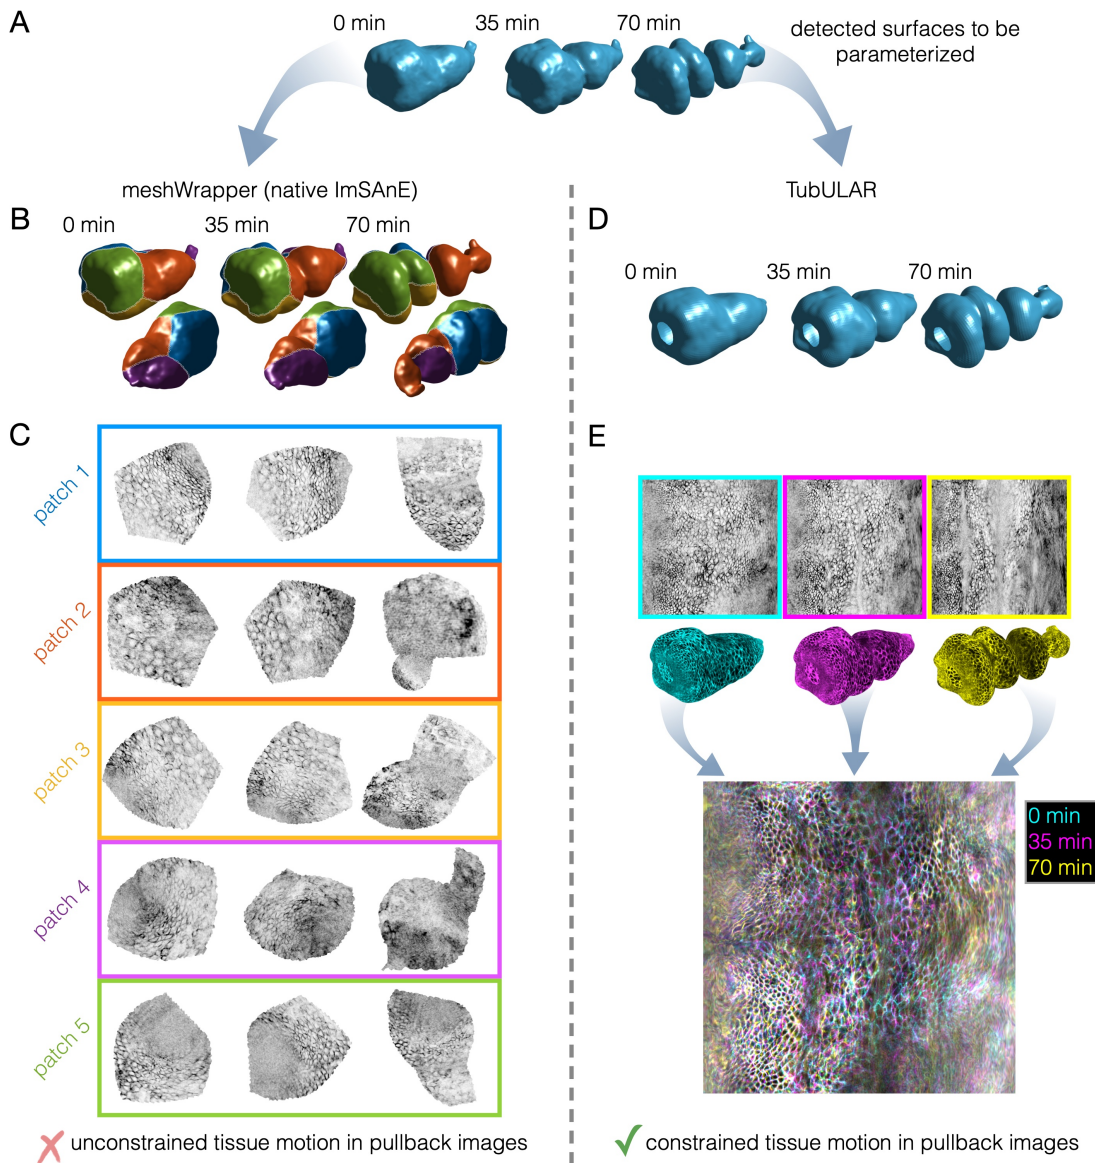 A
0 min
35 min
70 min
detected surfaces to be
parameterized
meshWrapper (native ImSAnE)
B
0 min
35 min
70 min
C
patch 1
patch 2
patch 3
patch 4
patch 5
unconstrained tissue motion in pullback images
TubULAR
D
0 min
35 min
70 min
E
0 min
35 min
70 min
constrained tissue motion in pullback images